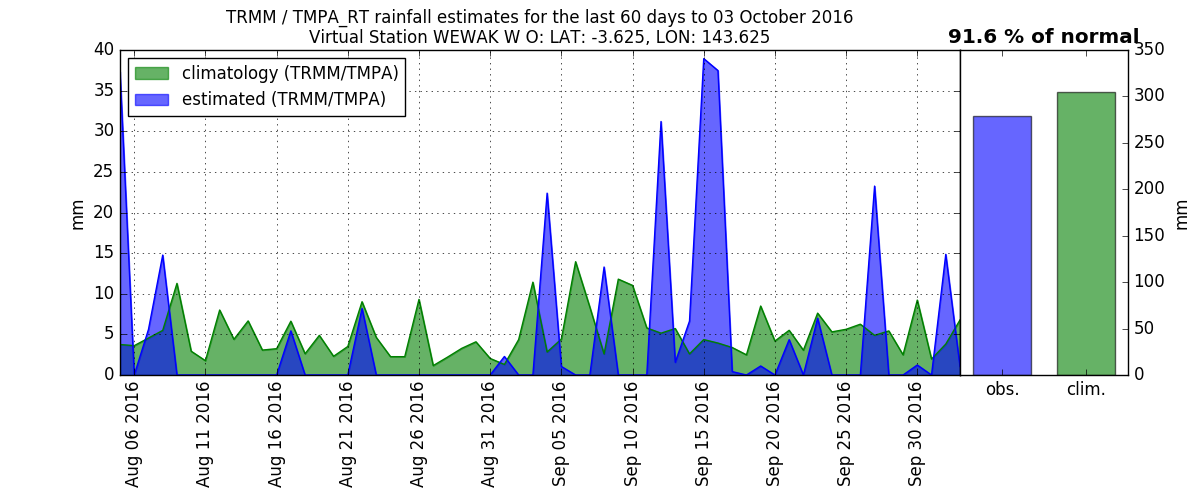 TRMM / TMPA_RT rainfall estimates for the last 60 days to 03 October 2016
Virtual Station WEWAK W O: LAT: -3.625, LON: 143.625
91.6 % of normal
climatology (TRMM/TMPA)
estimated (TRMM/TMPA)
40
35
30
25
20
15
10
5
0
mm
Aug 06 2016
Aug 11 2016
Aug 16 2016
Aug 21 2016
Aug 26 2016
Aug 31 2016
Sep 05 2016
Sep 10 2016
Sep 15 2016
Sep 20 2016
Sep 25 2016
Sep 30 2016
obs.
clim.
350
300
250
200
150
100
50
0
mm